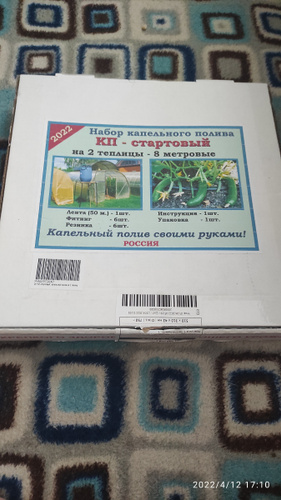 2022
Набор капельного полива
КП - стартовый
на 2 теплицы - 8 метровые
Лента (50 м.) - 1шт.
Фитинг - 6шт.
Резинка - 6шт.
Инструкция - 1шт.
Упаковка - 1шт.
Капельный полив своими руками!
РОССИЯ
2022/4/12 17:10